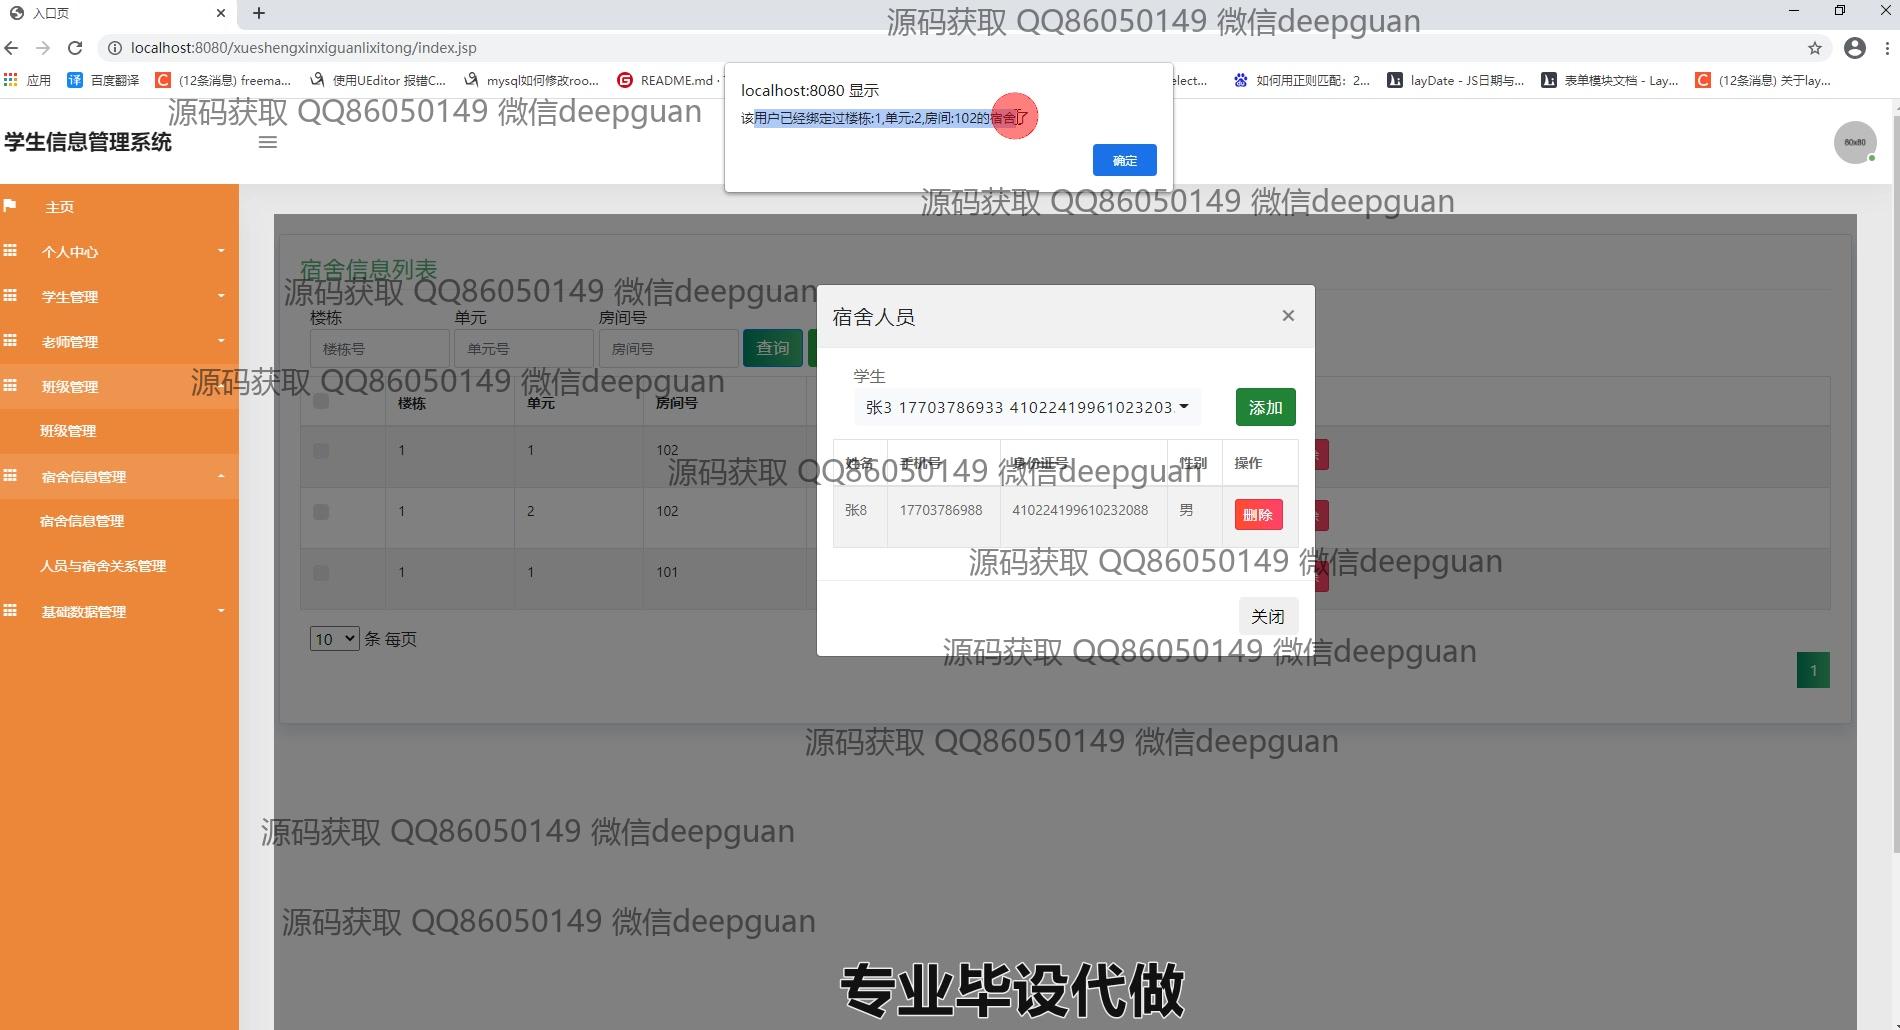 入口页
源码获取 QQ86050149 微信deepguan
localhost:8080/xueshengxinxiguanlixitong/index.jsp
应用 百度翻译 (12条消息) freema... 使用UEditor 报错C... mysql如何修改roo... README.md · elect... 如何用正则匹配：2... layDate - JS日期与... 表单模块文档 - Lay... (12条消息) 关于lay...
localhost:8080 显示
该用户已经绑定过楼栋:1,单元:2,房间:102的宿舍了
确定
源码获取 QQ86050149 微信deepguan
学生信息管理系统
60x60
源码获取 QQ86050149 微信deepguan
主页
个人中心
学生管理
老师管理
班级管理
班级管理
宿舍信息管理
宿舍信息管理
人员与宿舍关系管理
基础数据管理
宿舍信息列表
源码获取 QQ86050149 微信deepguan
楼栋 单元 房间号
楼栋号 单元号 房间号 查询
源码获取 QQ86050149 微信deepguan
楼栋 单元 房间号
1 1 102
1 2 102
1 1 101
10 条 每页
1
宿舍人员 ×
学生
张3 17703786933 41022419961023203. 添加
姓名 手机号 身份证号 性别 操作
源码获取 QQ86050149 微信deepguan
张8 17703786988 410224199610232088 男 删除
源码获取 QQ86050149 微信deepguan
关闭
源码获取 QQ86050149 微信deepguan
源码获取 QQ86050149 微信deepguan
源码获取 QQ86050149 微信deepguan
源码获取 QQ86050149 微信deepguan
专业毕设代做